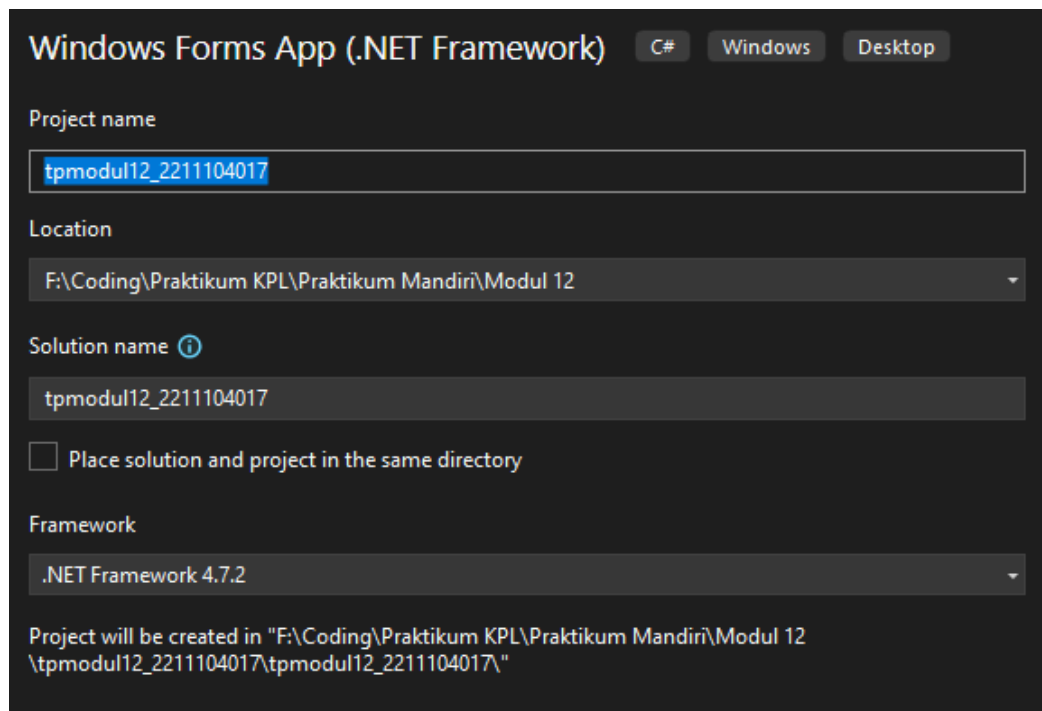 Windows Forms App (.NET Framework) C# Windows Desktop
Project name
tpmodul12_2211104017
Location
F:\Coding\Praktikum KPL\Praktikum Mandiri\Modul 12
Solution name
tpmodul12_2211104017
Place solution and project in the same directory
Framework
.NET Framework 4.7.2
Project will be created in "F:\Coding\Praktikum KPL\Praktikum Mandiri\Modul 12
\tpmodul12_2211104017\tpmodul12_2211104017\"